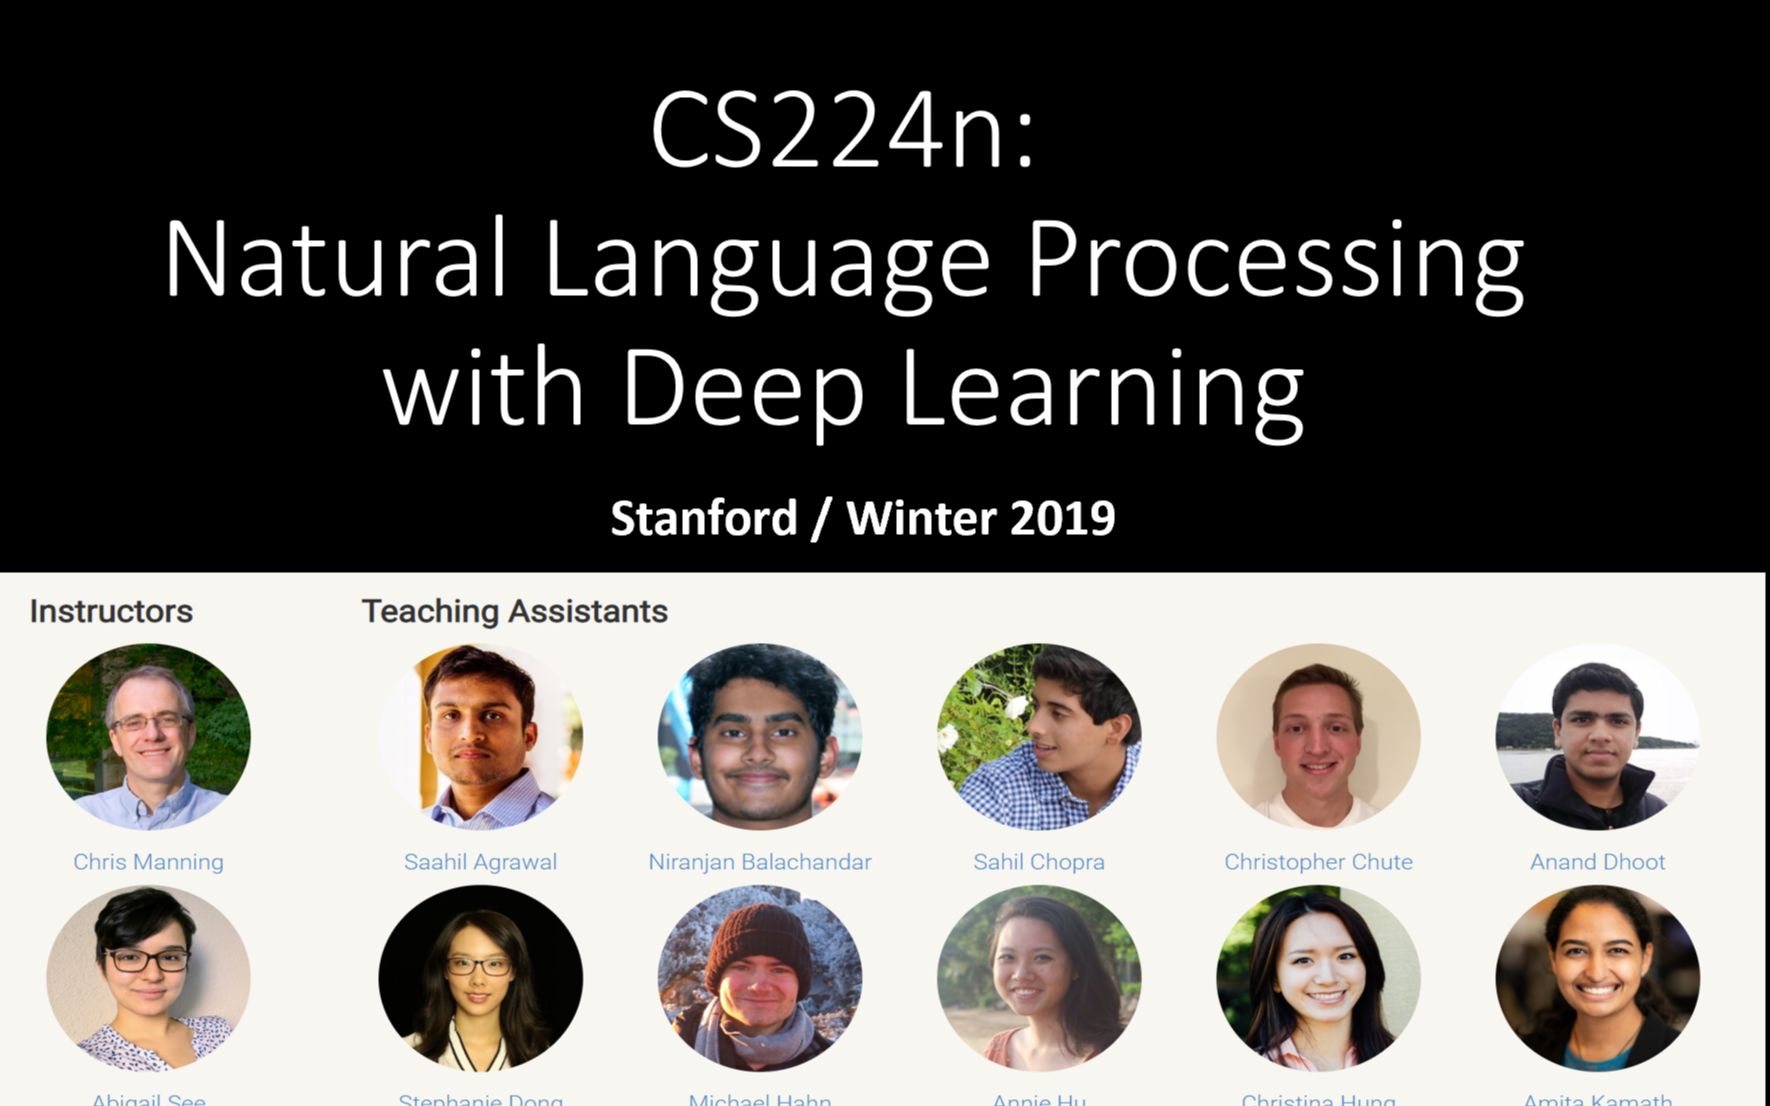 CS224n:
Natural Language Processing
with Deep Learning
Stanford / Winter 2019
Instructors
Teaching Assistants
Chris Manning
Saahil Agrawal
Niranjan Balachandar
Sahil Chopra
Christopher Chute
Anand Dhoot
Abigail See
Stephanie Dong
Michael Hahn
Annie Hu
Christina Hung
Amita Kamath